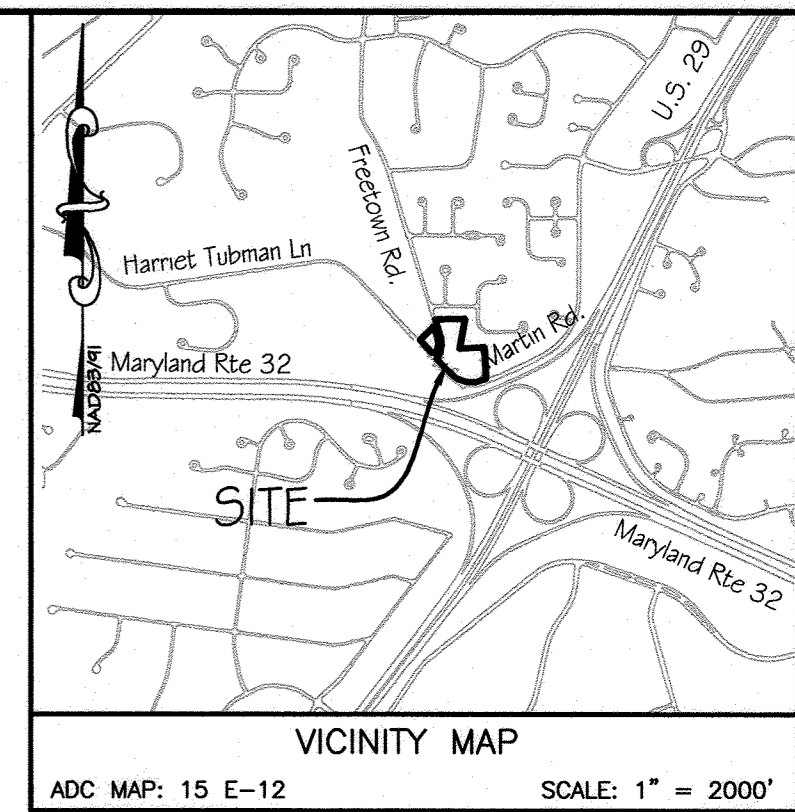 U.S. 29
Freetown Rd.
Harriet Tubman Ln
Martin Rd.
Maryland Rte 32
NAD83/91
SITE
Maryland Rte 32
VICINITY MAP
ADC MAP: 15 E-12
SCALE: 1" = 2000'